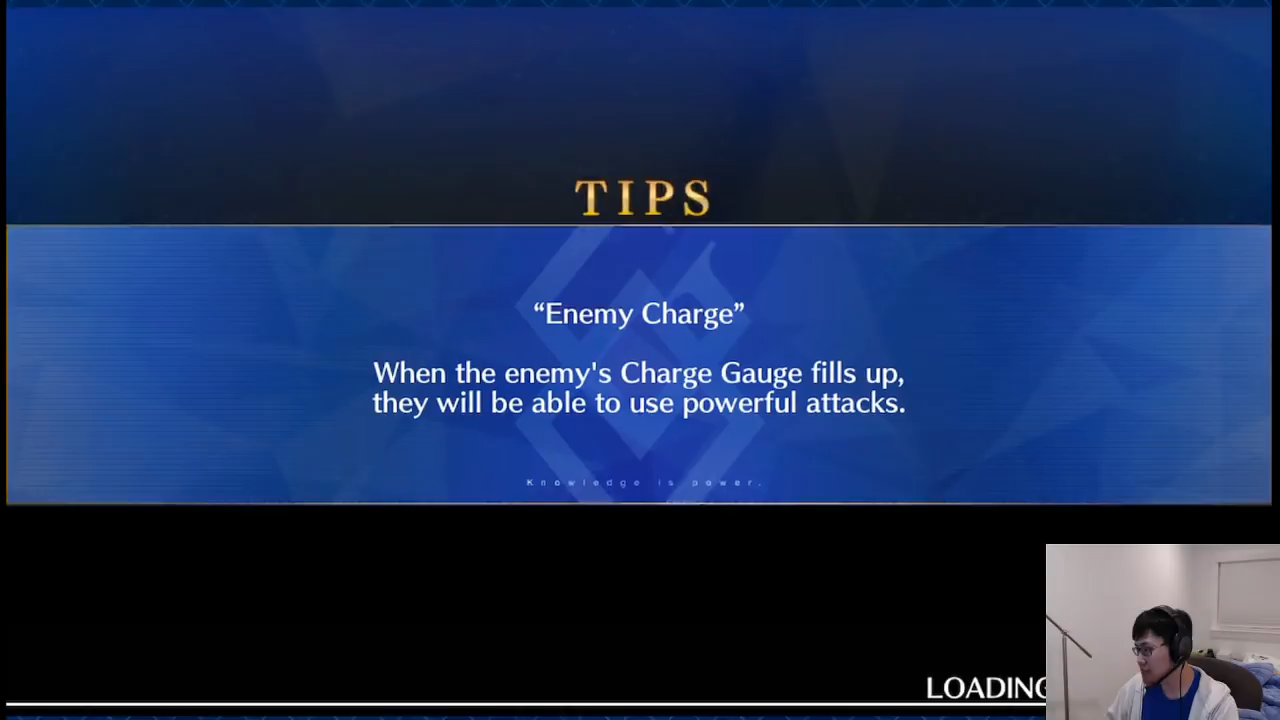 TIPS
“Enemy Charge”
When the enemy's Charge Gauge fills up,
they will be able to use powerful attacks.
Knowledge is power.
LOADING